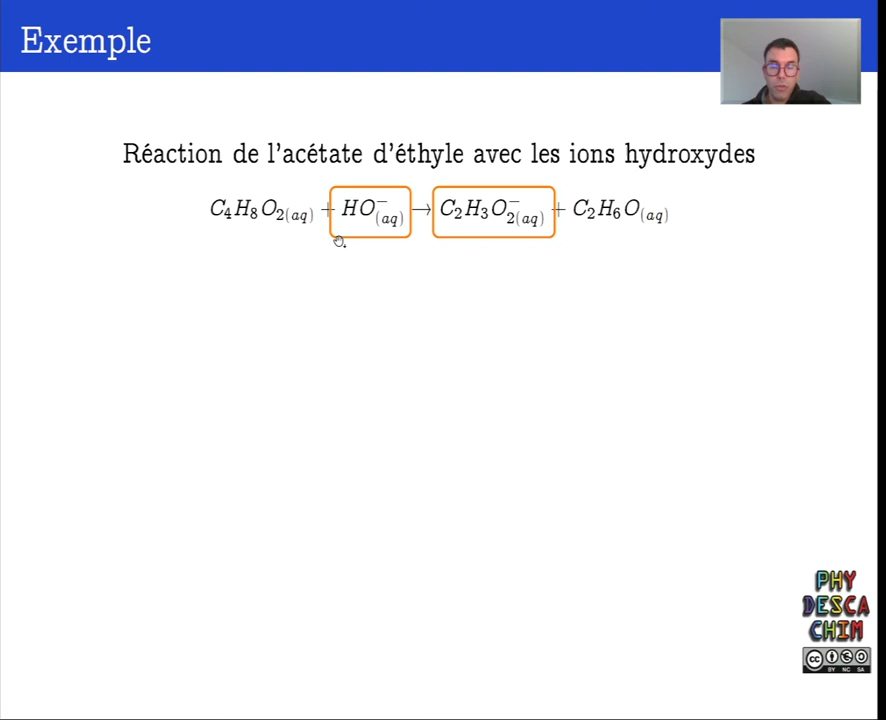 Exemple
Réaction de l'acétate d'éthyle avec les ions hydroxydes
C₄H₈O₂₍aq₎ + HO⁻₍aq₎ → C₂H₃O₂⁻₍aq₎ + C₂H₆O₍aq₎
PHY
DESCA
CHIM
cc
BY NC SA